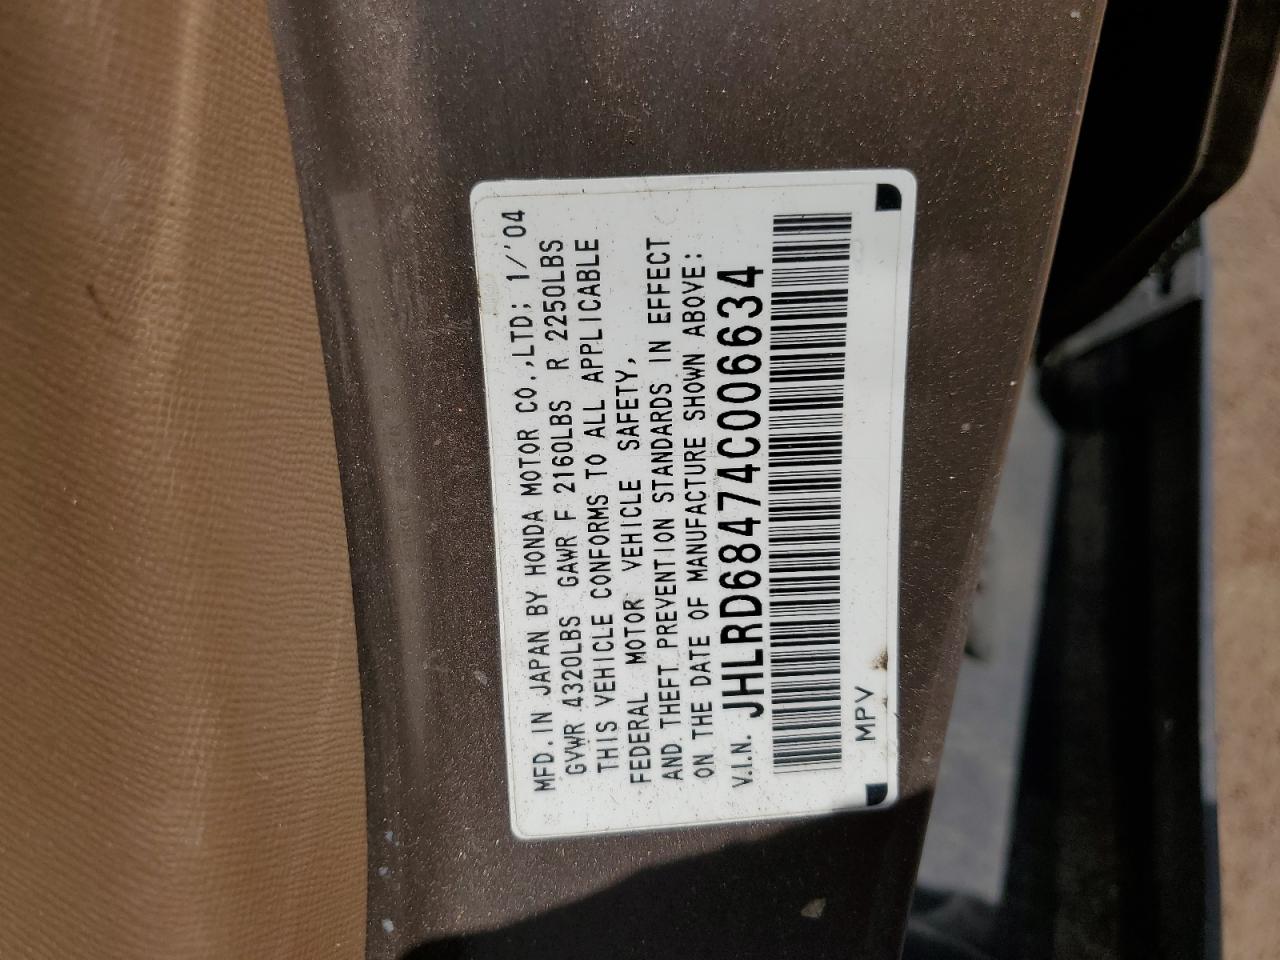 MFD. IN JAPAN BY HONDA MOTOR CO.,LTD; 1/'04
GVWR 4320LBS GAWR F 2160LBS R 2250LBS
THIS VEHICLE CONFORMS TO ALL APPLICABLE
FEDERAL MOTOR VEHICLE SAFETY,
AND THEFT PREVENTION STANDARDS IN EFFECT
ON THE DATE OF MANUFACTURE SHOWN ABOVE:
V.I.N. JHLRD68474C006634
MPV